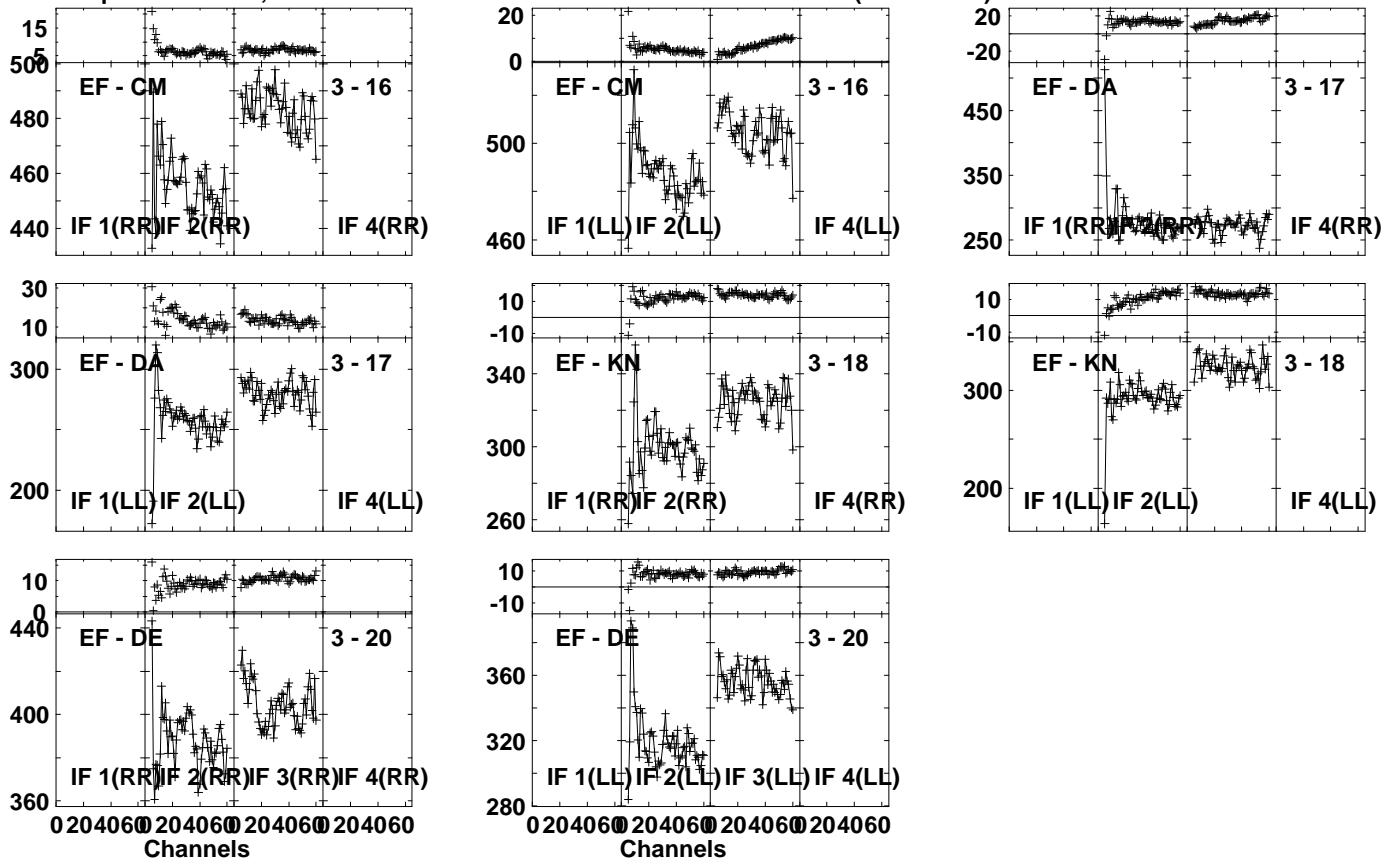 15
5
20
0
20
-20
500
480
460
440
EF - CM
3 - 16
IF 1(RR)
IF 2(RR)
IF 4(RR)
500
460
EF - CM
3 - 16
IF 1(LL)
IF 2(LL)
IF 4(LL)
450
350
250
EF - DA
3 - 17
IF 1(RR)
IF 2(RR)
IF 4(RR)
30
10
300
200
EF - DA
3 - 17
IF 1(LL)
IF 2(LL)
IF 4(LL)
10
-10
340
300
260
EF - KN
3 - 18
IF 1(RR)
IF 2(RR)
IF 4(RR)
10
-10
300
200
EF - KN
3 - 18
IF 1(LL)
IF 2(LL)
IF 4(LL)
10
0
440
400
360
EF - DE
3 - 20
IF 1(RR)
IF 2(RR)
IF 3(RR)
IF 4(RR)
0 20 40 60 0 20 40 60 0 20 40 60 0 20 40 60
Channels
10
-10
360
320
280
EF - DE
3 - 20
IF 1(LL)
IF 2(LL)
IF 3(LL)
IF 4(LL)
0 20 40 60 0 20 40 60 0 20 40 60 0 20 40 60
Channels